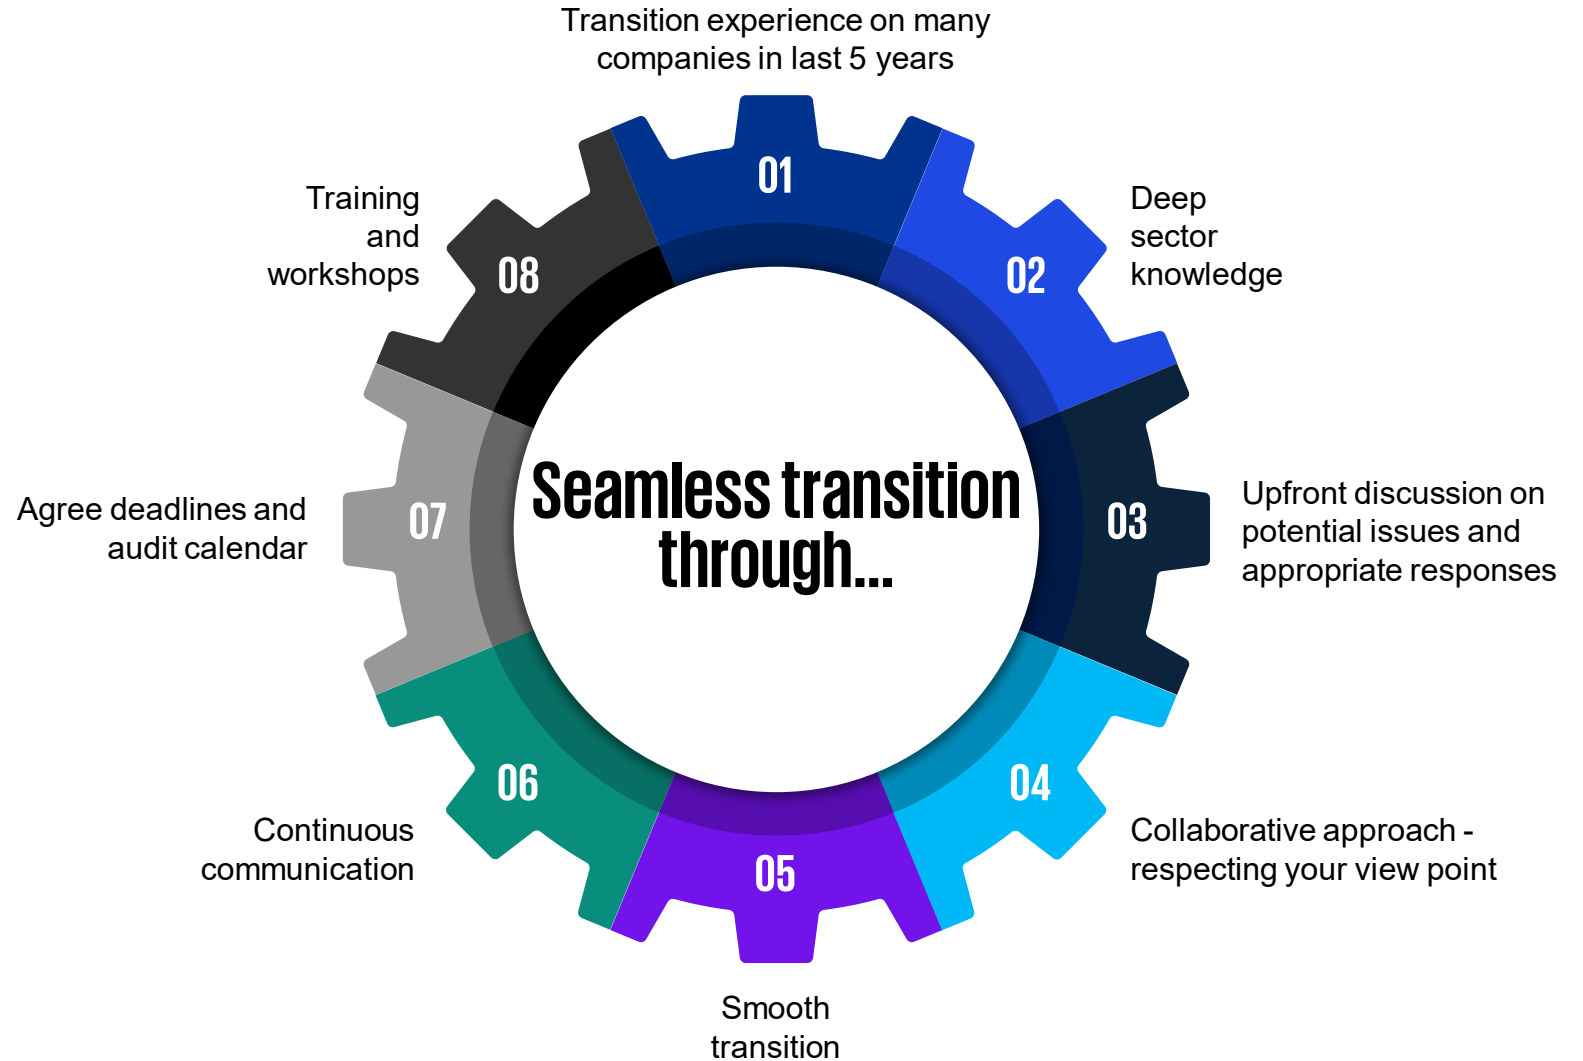 Transition experience on many
companies in last 5 years
01
Deep
sector
knowledge
02
Upfront discussion on
potential issues and
appropriate responses
03
Collaborative approach -
respecting your view point
04
Smooth
transition
05
Continuous
communication
06
Agree deadlines and
audit calendar
07
Training
and
workshops
08
Seamless transition
through...